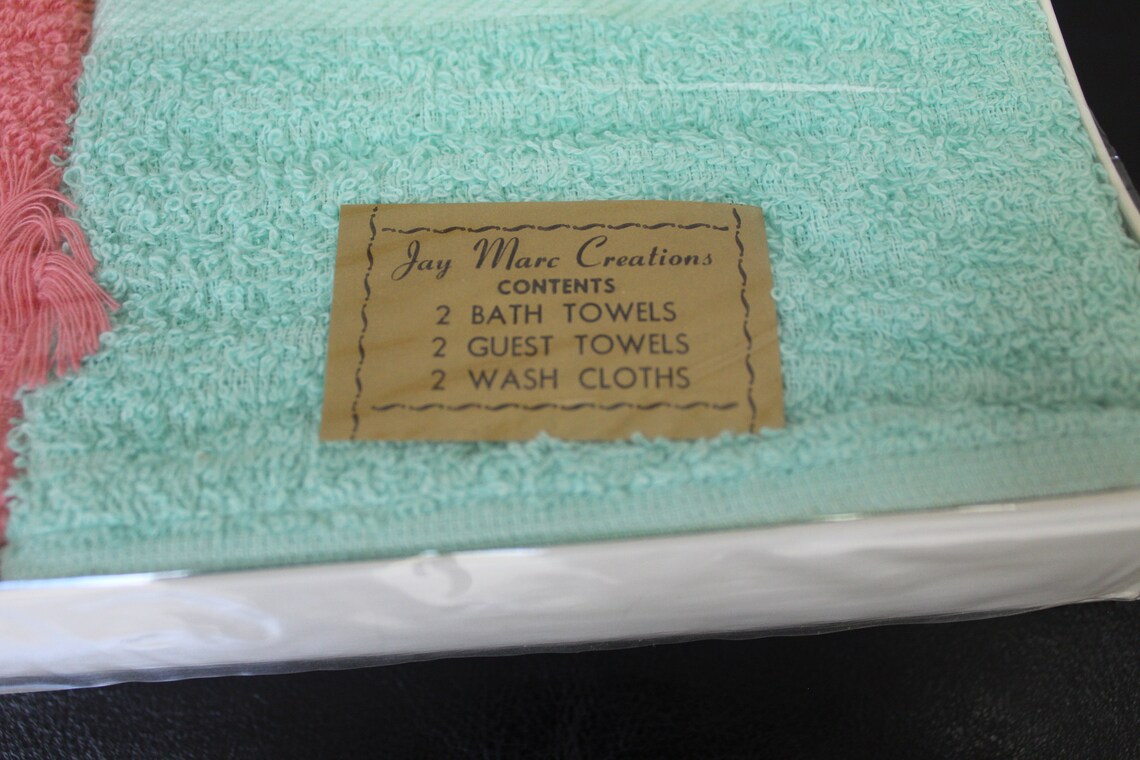 Jay Marc Creations
CONTENTS
2 BATH TOWELS
2 GUEST TOWELS
2 WASH CLOTHS